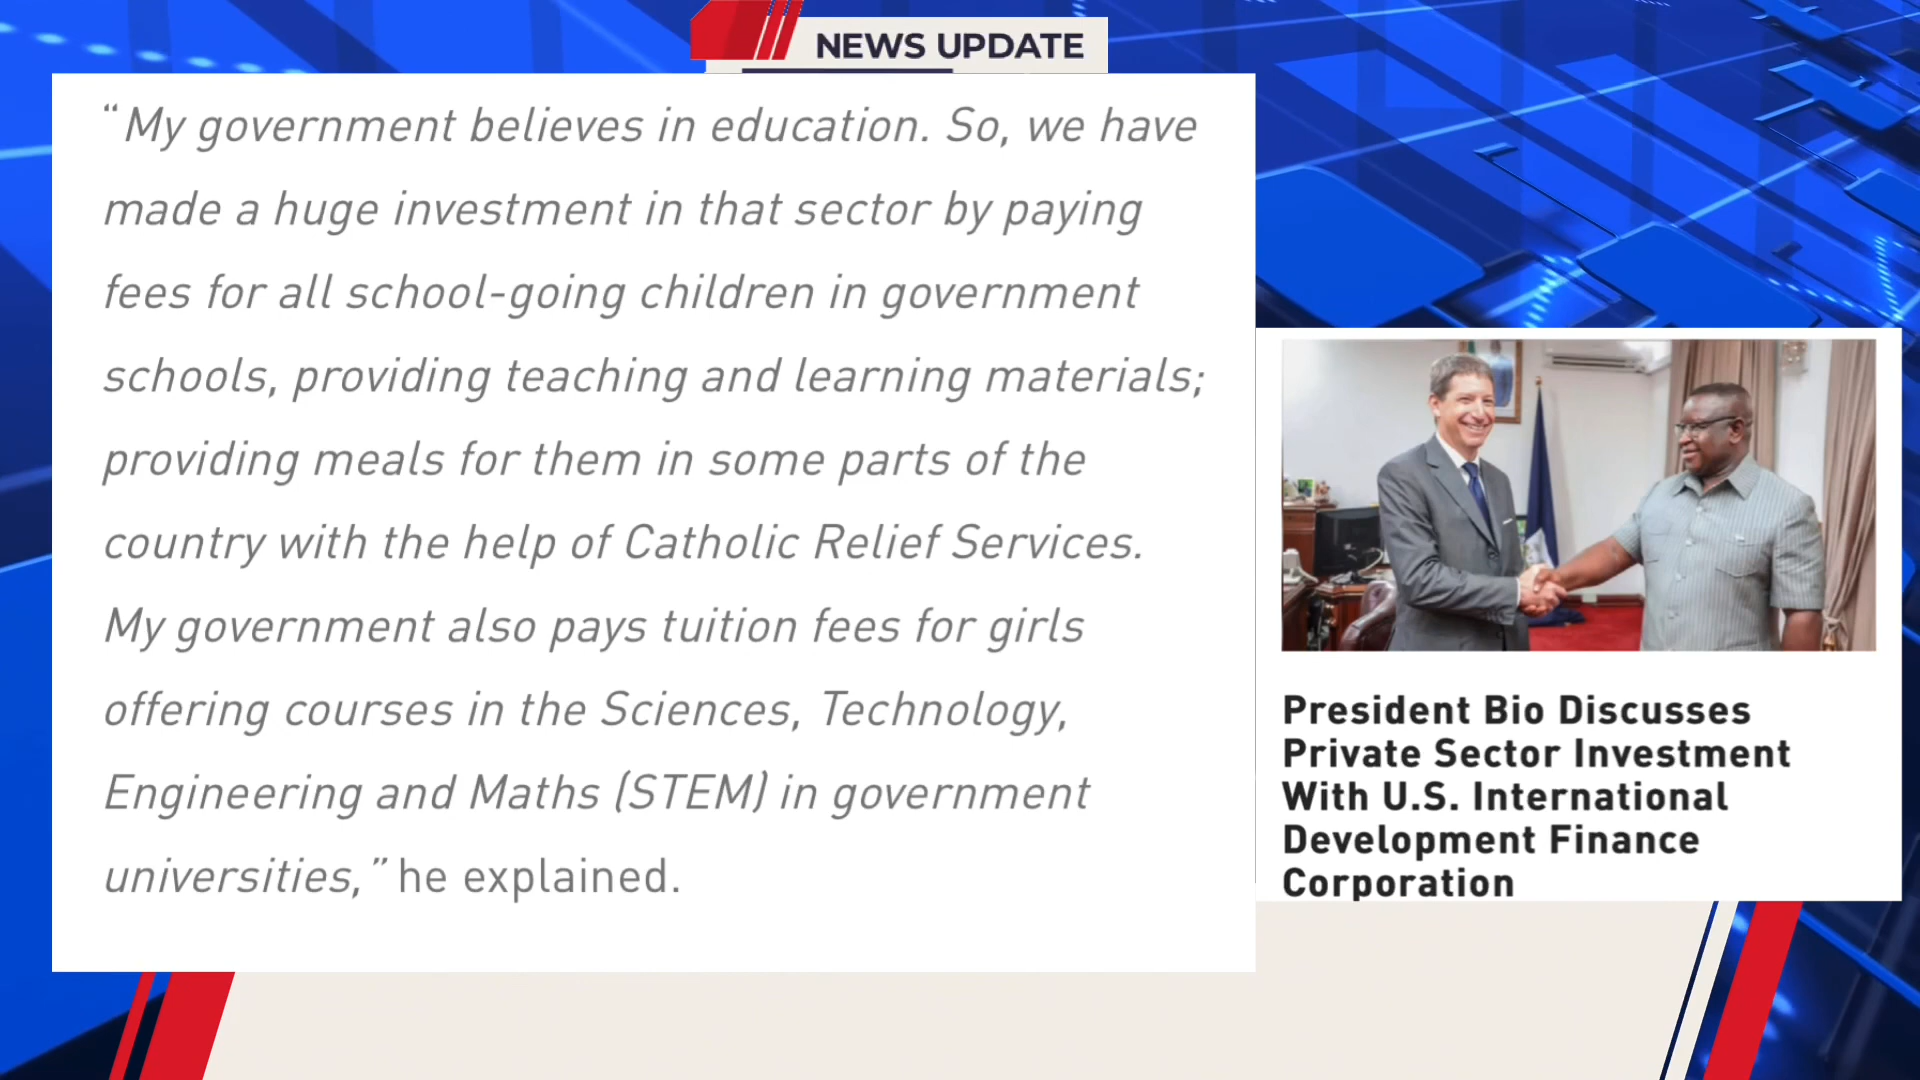 NEWS UPDATE
“My government believes in education. So, we have
made a huge investment in that sector by paying
fees for all school-going children in government
schools, providing teaching and learning materials;
providing meals for them in some parts of the
country with the help of Catholic Relief Services.
My government also pays tuition fees for girls
offering courses in the Sciences, Technology,
Engineering and Maths (STEM) in government
universities,” he explained.
President Bio Discusses
Private Sector Investment
With U.S. International
Development Finance
Corporation